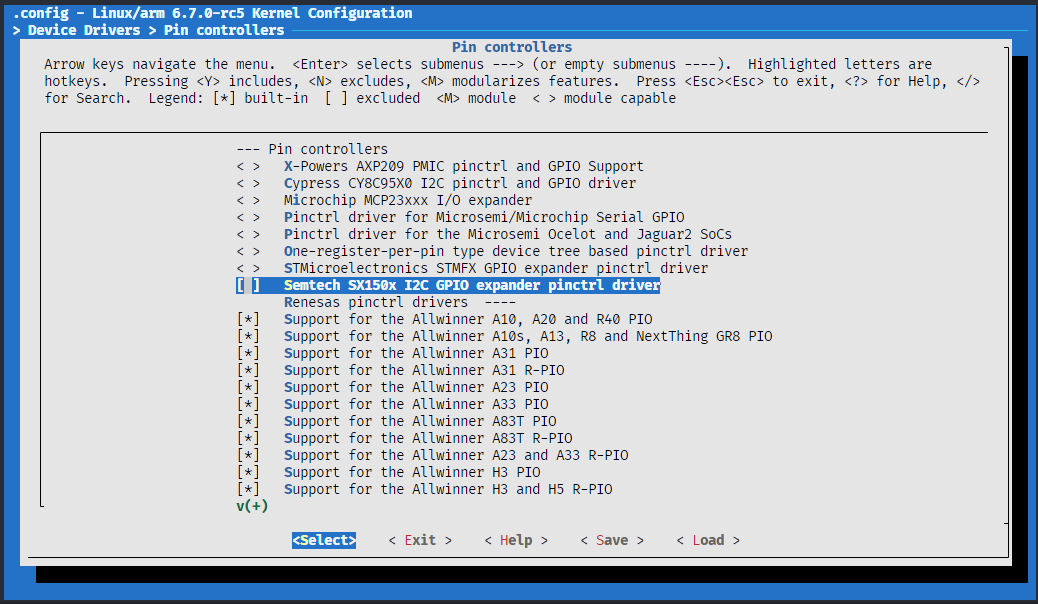 .config - Linux/arm 6.7.0-rc5 Kernel Configuration
> Device Drivers > Pin controllers
Pin controllers
Arrow keys navigate the menu.  <Enter> selects submenus ---> (or empty submenus ----).  Highlighted letters are
hotkeys.  Pressing <Y> includes, <N> excludes, <M> modularizes features.  Press <Esc><Esc> to exit, <?> for Help, </>
for Search.  Legend: [*] built-in  [ ] excluded  <M> module  < > module capable
--- Pin controllers
< >   X-Powers AXP209 PMIC pinctrl and GPIO Support
< >   Cypress CY8C95X0 I2C pinctrl and GPIO driver
< >   Microchip MCP23xxx I/O expander
< >   Pinctrl driver for Microsemi/Microchip Serial GPIO
< >   Pinctrl driver for the Microsemi Ocelot and Jaguar2 SoCs
< >   One-register-per-pin type device tree based pinctrl driver
< >   STMicroelectronics STMFX GPIO expander pinctrl driver
[ ]   Semtech SX150x I2C GPIO expander pinctrl driver
Renesas pinctrl drivers  ----
[*]   Support for the Allwinner A10, A20 and R40 PIO
[*]   Support for the Allwinner A10s, A13, R8 and NextThing GR8 PIO
[*]   Support for the Allwinner A31 PIO
[*]   Support for the Allwinner A31 R-PIO
[*]   Support for the Allwinner A23 PIO
[*]   Support for the Allwinner A33 PIO
[*]   Support for the Allwinner A83T PIO
[*]   Support for the Allwinner A83T R-PIO
[*]   Support for the Allwinner A23 and A33 R-PIO
[*]   Support for the Allwinner H3 PIO
[*]   Support for the Allwinner H3 and H5 R-PIO
v(+)
<Select>    < Exit >    < Help >    < Save >    < Load >